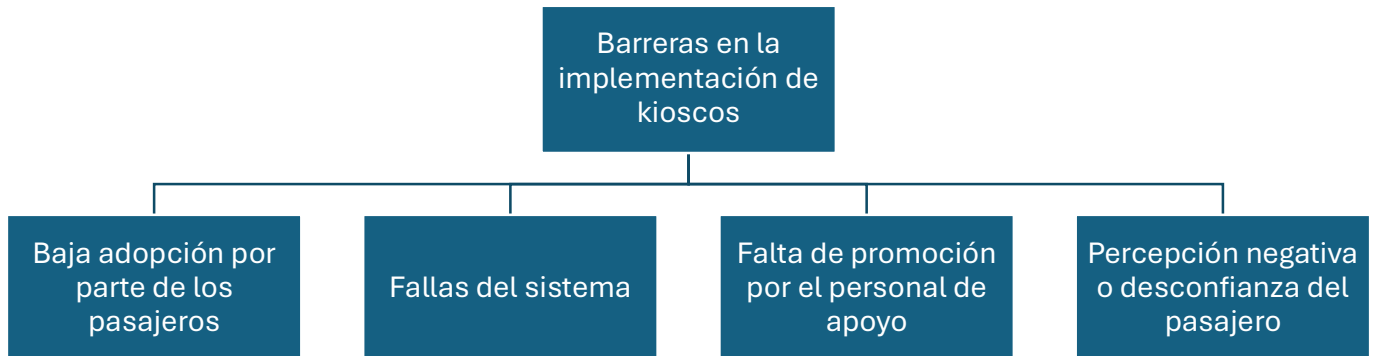 Barreras en la
implementación de
kioscos
Baja adopción por
parte de los
pasajeros
Fallas del sistema
Falta de promoción
por el personal de
apoyo
Percepción negativa
o desconfianza del
pasajero